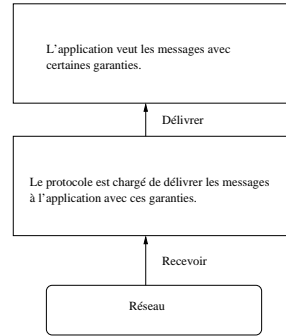 L'application veut les messages avec
certaines garanties.
Délivrer
Le protocole est chargé de délivrer les messages
à l'application avec ces garanties.
Recevoir
Réseau